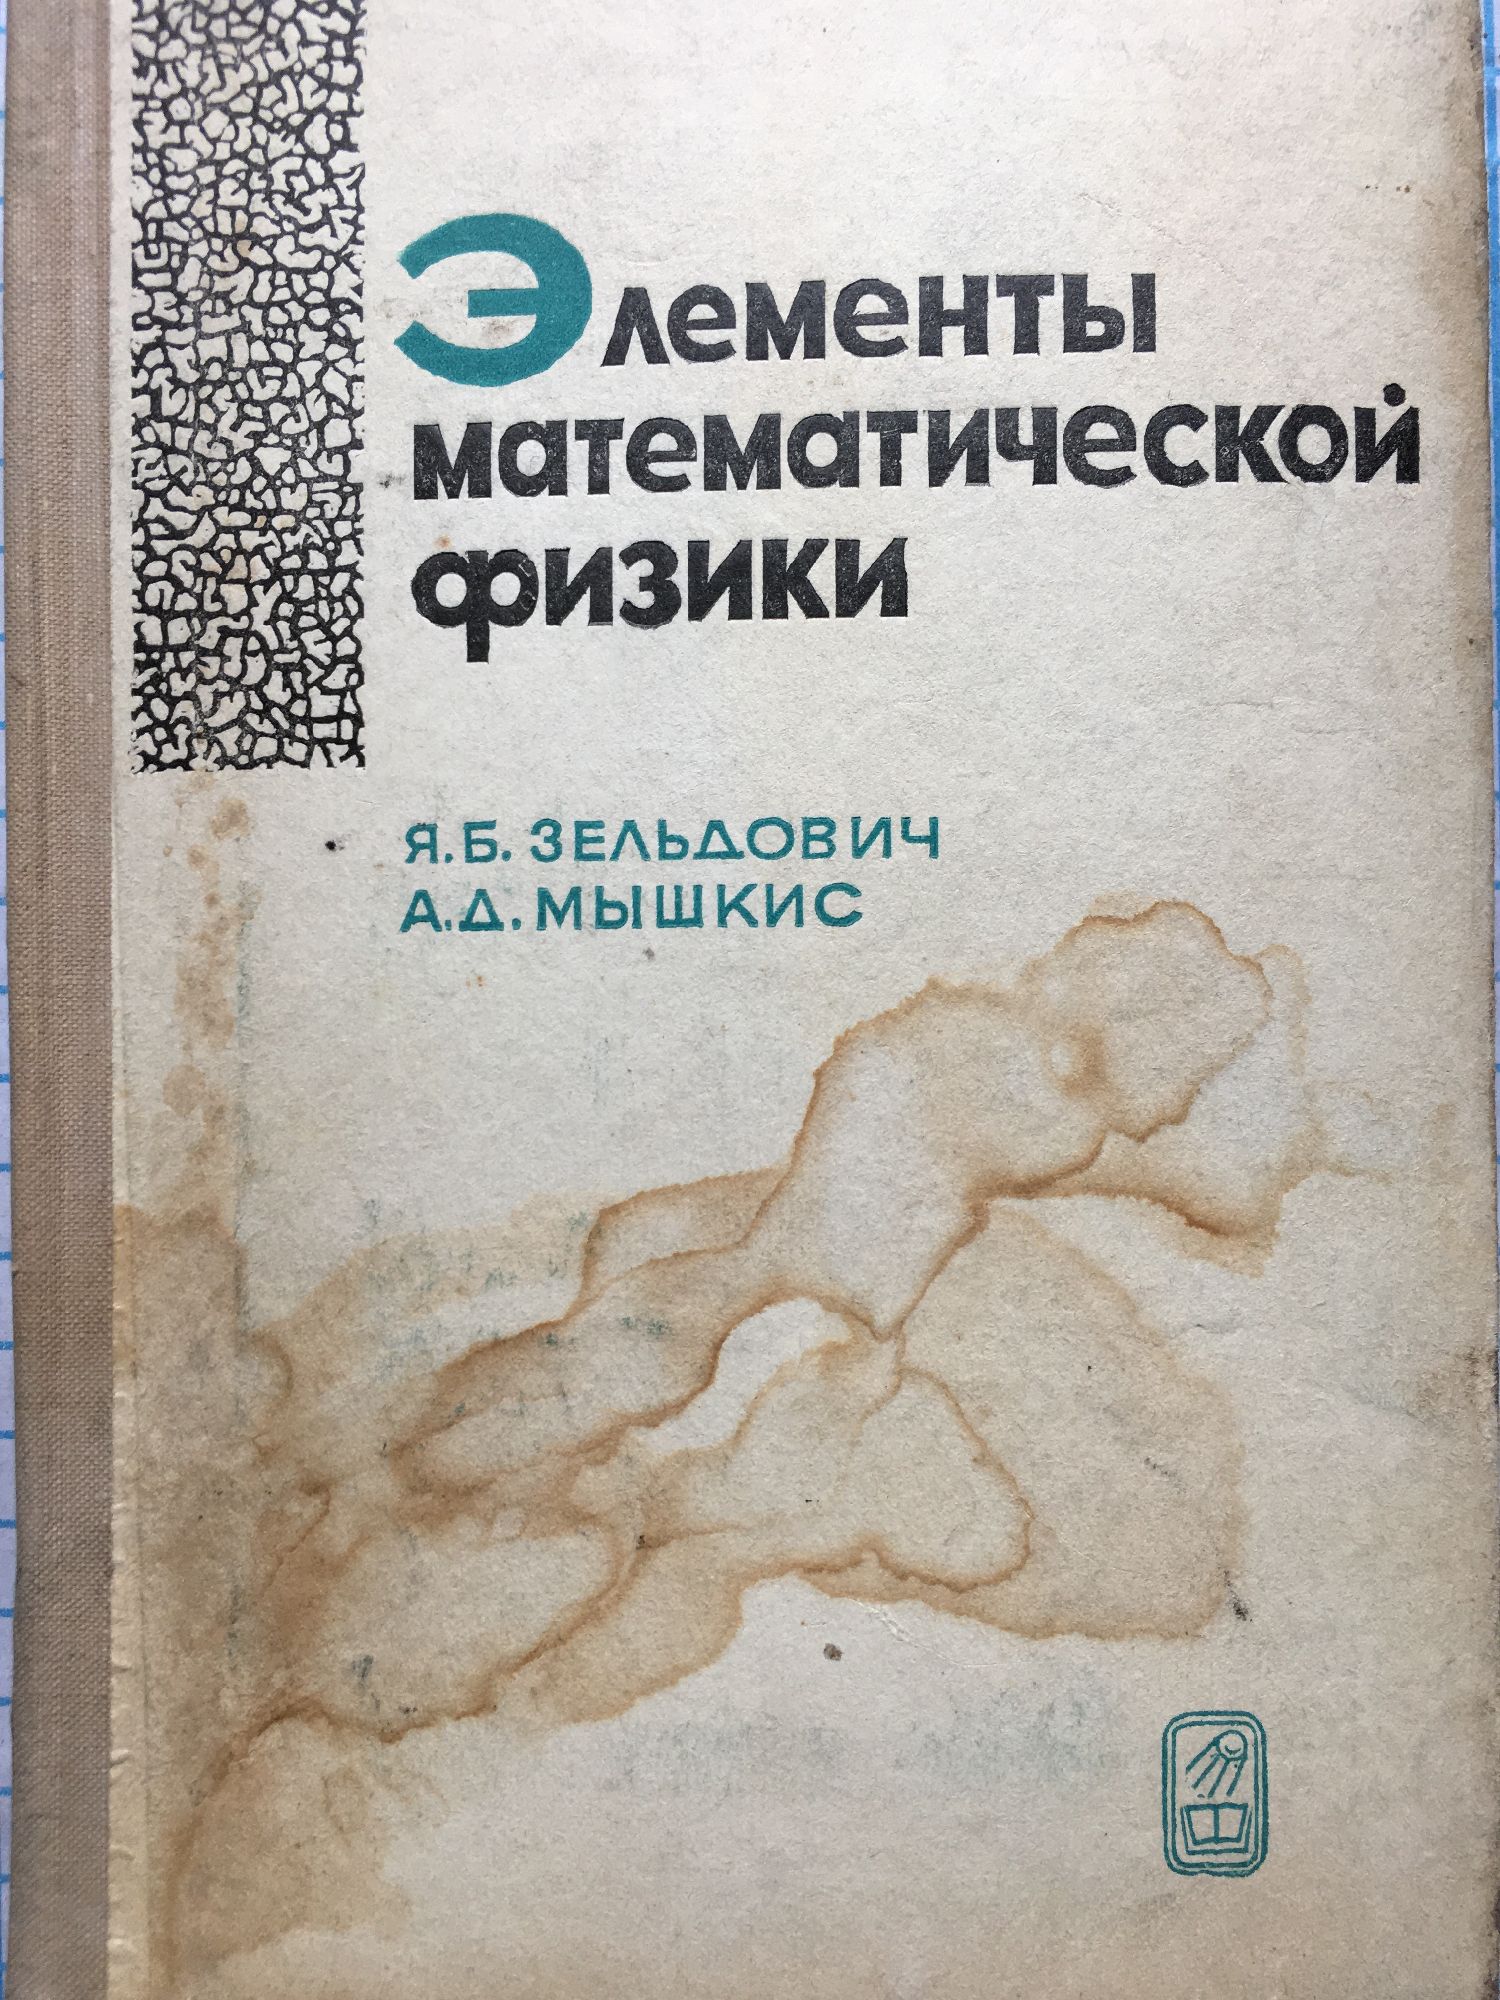 Элементы
математической
физики
Я.Б. ЗЕЛЬДОВИЧ
А.Д. МЫШКИС